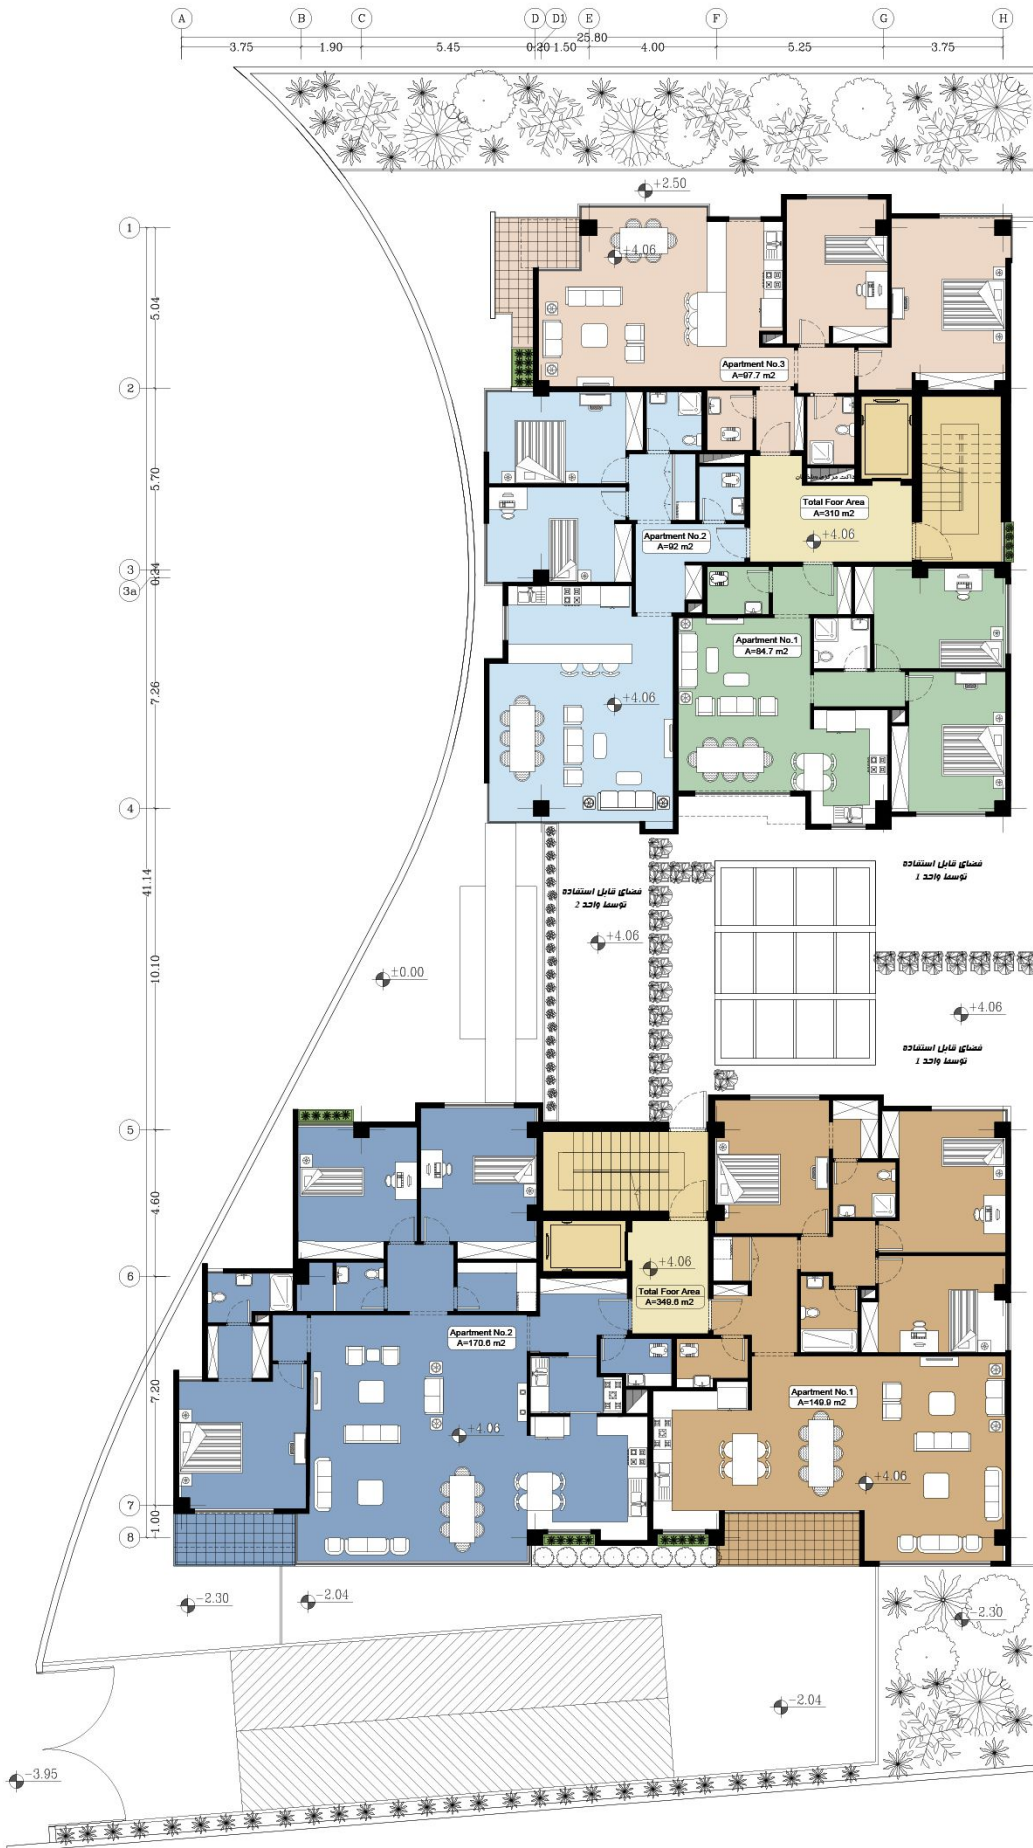 A B C D D1 E F G H
25.80
3.75 1.90 5.45 0.20 1.50 4.00 5.25 3.75
+2.50
1
+4.06
5.04
Apartment No.3
A=97.7 m2
2
5.70
Total Foor Area
A=310 m2
Apartment No.2
A=92 m2
+4.06
3
0.24
3a
Apartment No.1
A=84.7 m2
7.26
+4.06
4
41.14
فضای قابل استفاده
توسط واحد 1
فضای قابل استفاده
توسط واحد 2
+4.06
±0.00
10.10
+4.06
فضای قابل استفاده
توسط واحد 1
5
4.60
6
+4.06
Total Foor Area
A=349.6 m2
Apartment No.2
A=170.6 m2
7.20
Apartment No.1
A=149.9 m2
+4.06
+4.06
7
1.00
8
-2.30
-2.04
-2.30
-2.04
-3.95